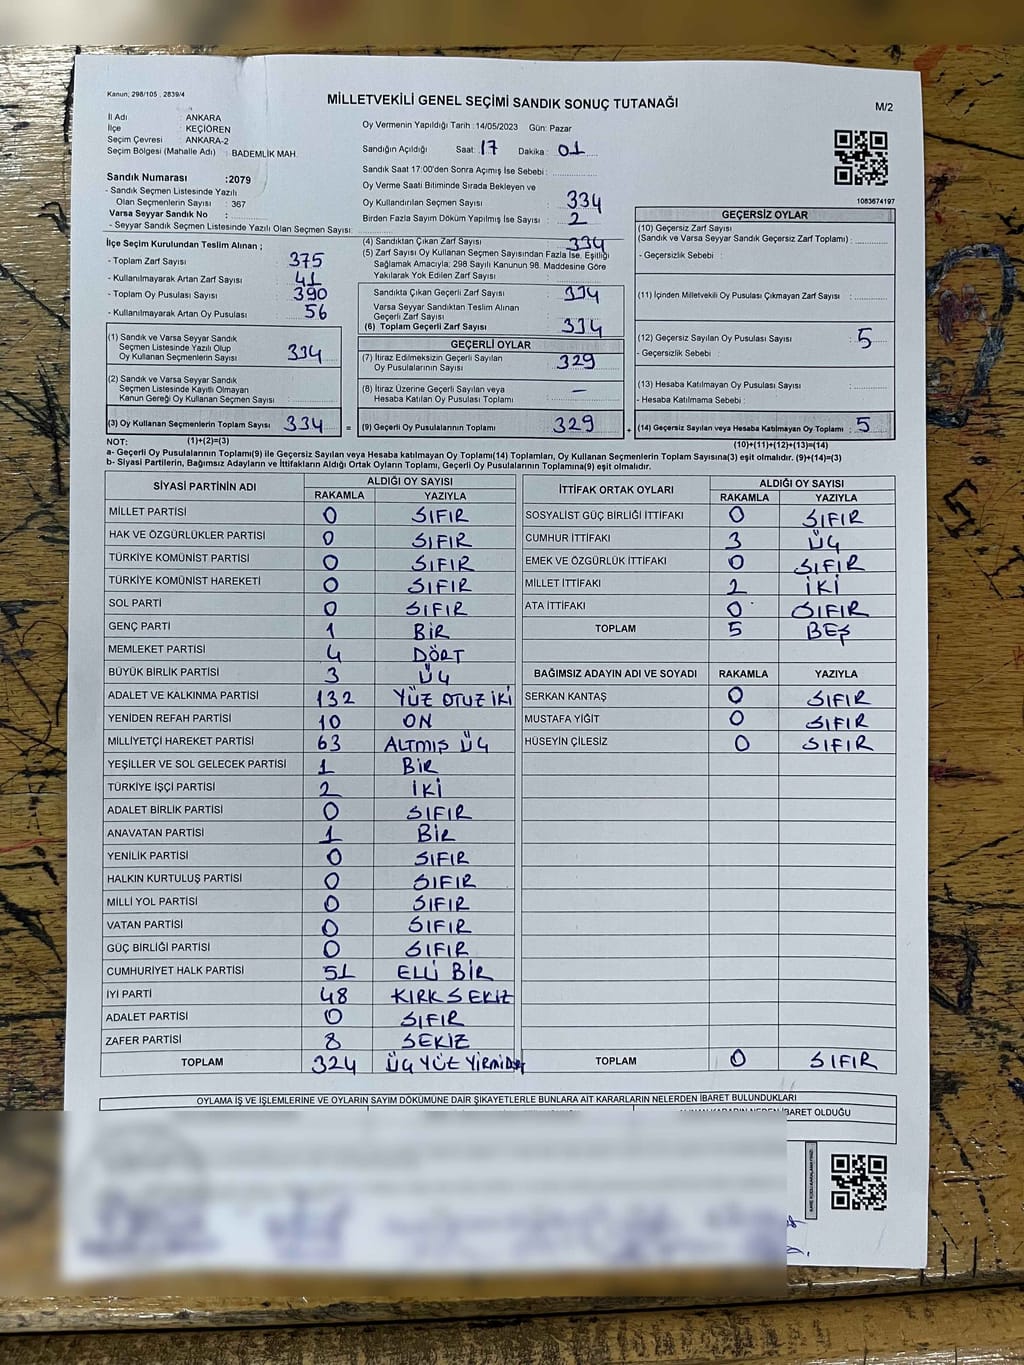 Kanun; 298/105 , 2839/4
MİLLETVEKİLİ GENEL SEÇİMİ SANDIK SONUÇ TUTANAĞI
M/2
İl Adı : ANKARA
İlçe : KEÇİÖREN
Seçim Çevresi : ANKARA-2
Seçim Bölgesi (Mahalle Adı) : BADEMLİK MAH.
Sandık Numarası :2079
- Sandık Seçmen Listesinde Yazılı
Olan Seçmenlerin Sayısı : 367
Varsa Seyyar Sandık No :
- Seyyar Sandık Seçmen Listesinde Yazılı Olan Seçmen Sayısı:
Oy Vermenin Yapıldığı Tarih :14/05/2023 Gün: Pazar
Sandığın Açıldığı Saat: 17 Dakika: 01
Sandık Saat 17:00'den Sonra Açımış İse Sebebi:
Oy Verme Saati Bitiminde Sırada Bekleyen ve
Oy Kullandırılan Seçmen Sayısı 334
Birden Fazla Sayım Döküm Yapılmış İse Sayısı : 2
1083674197
İlçe Seçim Kurulundan Teslim Alınan ;
- Toplam Zarf Sayısı 375
- Kullanılmayarak Artan Zarf Sayısı : 41
- Toplam Oy Pusulası Sayısı : 390
- Kullanılmayarak Artan Oy Pusulası : 56
(4) Sandıktan Çıkan Zarf Sayısı 334
(5) Zarf Sayısı Oy Kullanan Seçmen Sayısından Fazla İse, Eşitliği
Sağlamak Amacıyla; 298 Sayılı Kanunun 98. Maddesine Göre
Yakılarak Yok Edilen Zarf Sayısı :
Sandıkta Çıkan Geçerli Zarf Sayısı : 334
Varsa Seyyar Sandıktan Teslim Alınan
Geçerli Zarf Sayısı
(6) Toplam Geçerli Zarf Sayısı : 334
GEÇERSİZ OYLAR
(10) Geçersiz Zarf Sayısı
(Sandık ve Varsa Seyyar Sandık Geçersiz Zarf Toplamı) :
- Geçersizlik Sebebi :
(11) İçinden Milletvekili Oy Pusulası Çıkmayan Zarf Sayısı :
(12) Geçersiz Sayılan Oy Pusulası Sayısı : 5
- Geçersizlik Sebebi :
(13) Hesaba Katılmayan Oy Pusulası Sayısı :
- Hesaba Katılmama Sebebi :
(14) Geçersiz Sayılan veya Hesaba Katılmayan Oy Toplamı : 5
(10)+(11)+(12)+(13)=(14)
(1) Sandık ve Varsa Seyyar Sandık
Seçmen Listesinde Yazılı Olup
Oy Kullanan Seçmenlerin Sayısı : 334
(2) Sandık ve Varsa Seyyar Sandık
Seçmen Listesinde Kayıtlı Olmayan
Kanun Gereği Oy Kullanan Seçmen Sayısı :
(3) Oy Kullanan Seçmenlerin Toplam Sayısı : 334 =
(1)+(2)=(3)
GEÇERLİ OYLAR
(7) İtiraz Edilmeksizin Geçerli Sayılan
Oy Pusulalarının Sayısı : 329
(8) İtiraz Üzerine Geçerli Sayılan veya
Hesaba Katılan Oy Pusulası Toplamı : —
(9) Geçerli Oy Pusulalarının Toplamı : 329 +
NOT:
a- Geçerli Oy Pusulalarının Toplamı(9) ile Geçersiz Sayılan veya Hesaba katılmayan Oy Toplamı(14) Toplamları, Oy Kullanan Seçmenlerin Toplam Sayısına(3) eşit olmalıdır. (9)+(14)=(3)
b- Siyasi Partilerin, Bağımsız Adayların ve İttifakların Aldığı Ortak Oyların Toplamı, Geçerli Oy Pusulalarının Toplamına(9) eşit olmalıdır.
SİYASİ PARTİNİN ADI ALDIĞI OY SAYISI
RAKAMLA YAZIYLA
MİLLET PARTİSİ 0 SIFIR
HAK VE ÖZGÜRLÜKLER PARTİSİ 0 SIFIR
TÜRKİYE KOMÜNİST PARTİSİ 0 SIFIR
TÜRKİYE KOMÜNİST HAREKETİ 0 SIFIR
SOL PARTİ 0 SIFIR
GENÇ PARTİ 1 BİR
MEMLEKET PARTİSİ 4 DÖRT
BÜYÜK BİRLİK PARTİSİ 3 ÜÇ
ADALET VE KALKINMA PARTİSİ 132 YÜZ OTUZ İKİ
YENİDEN REFAH PARTİSİ 10 ON
MİLLİYETÇİ HAREKET PARTİSİ 63 ALTMIŞ ÜÇ
YEŞİLLER VE SOL GELECEK PARTİSİ 1 BİR
TÜRKİYE İŞÇİ PARTİSİ 2 İKİ
ADALET BİRLİK PARTİSİ 0 SIFIR
ANAVATAN PARTİSİ 1 BİR
YENİLİK PARTİSİ 0 SIFIR
HALKIN KURTULUŞ PARTİSİ 0 SIFIR
MİLLİ YOL PARTİSİ 0 SIFIR
VATAN PARTİSİ 0 SIFIR
GÜÇ BİRLİĞİ PARTİSİ 0 SIFIR
CUMHURİYET HALK PARTİSİ 51 ELLİ BİR
İYİ PARTİ 48 KIRK SEKİZ
ADALET PARTİSİ 0 SIFIR
ZAFER PARTİSİ 8 SEKİZ
TOPLAM 324 ÜÇ YÜZ YİRMİ DÖRT
İTTİFAK ORTAK OYLARI ALDIĞI OY SAYISI
RAKAMLA YAZIYLA
SOSYALİST GÜÇ BİRLİĞİ İTTİFAKI 0 SIFIR
CUMHUR İTTİFAKI 3 ÜÇ
EMEK VE ÖZGÜRLÜK İTTİFAKI 0 SIFIR
MİLLET İTTİFAKI 2 İKİ
ATA İTTİFAKI 0 SIFIR
TOPLAM 5 BEŞ
BAĞIMSIZ ADAYIN ADI VE SOYADI RAKAMLA YAZIYLA
SERKAN KANTAŞ 0 SIFIR
MUSTAFA YİĞİT 0 SIFIR
HÜSEYİN ÇİLESİZ 0 SIFIR
TOPLAM 0 SIFIR
OYLAMA İŞ VE İŞLEMLERİNE VE OYLARIN SAYIM DÖKÜMÜNE DAİR ŞİKAYETLERLE BUNLARA AİT KARARLARIN NELERDEN İBARET BULUNDUKLARI
İBARET OLDUĞU